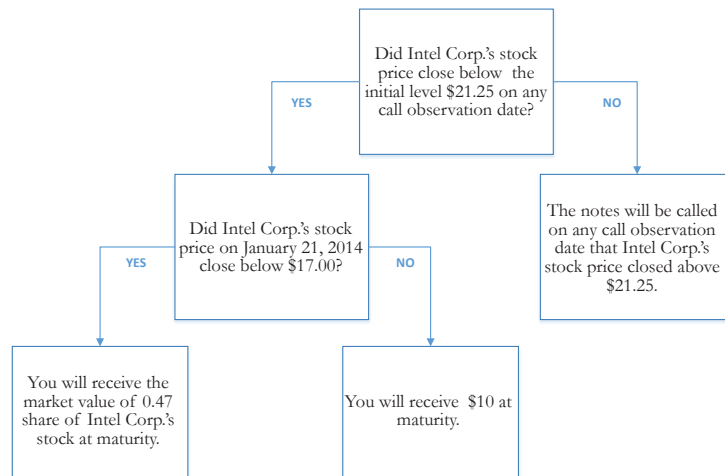 Did Intel Corp.'s stock
price close below the
initial level $21.25 on any
call observation date?
YES
NO
Did Intel Corp.'s stock
price on January 21, 2014
close below $17.00?
The notes will be called
on any call observation
date that Intel Corp.'s
stock price closed above
$21.25.
YES
NO
You will receive the
market value of 0.47
share of Intel Corp.'s
stock at maturity.
You will receive $10 at
maturity.